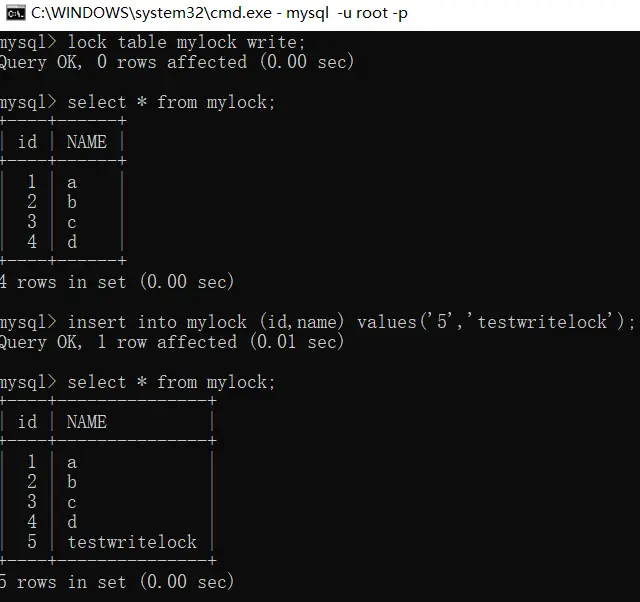 C:\WINDOWS\system32\cmd.exe - mysql -u root -p
mysql> lock table mylock write;
Query OK, 0 rows affected (0.00 sec)
mysql> select * from mylock;
+----+------+
| id | NAME |
+----+------+
| 1 | a |
| 2 | b |
| 3 | c |
| 4 | d |
+----+------+
4 rows in set (0.00 sec)
mysql> insert into mylock (id,name) values('5','testwritelock');
Query OK, 1 row affected (0.01 sec)
mysql> select * from mylock;
+----+---------------+
| id | NAME |
+----+---------------+
| 1 | a |
| 2 | b |
| 3 | c |
| 4 | d |
| 5 | testwritelock |
+----+---------------+
5 rows in set (0.00 sec)